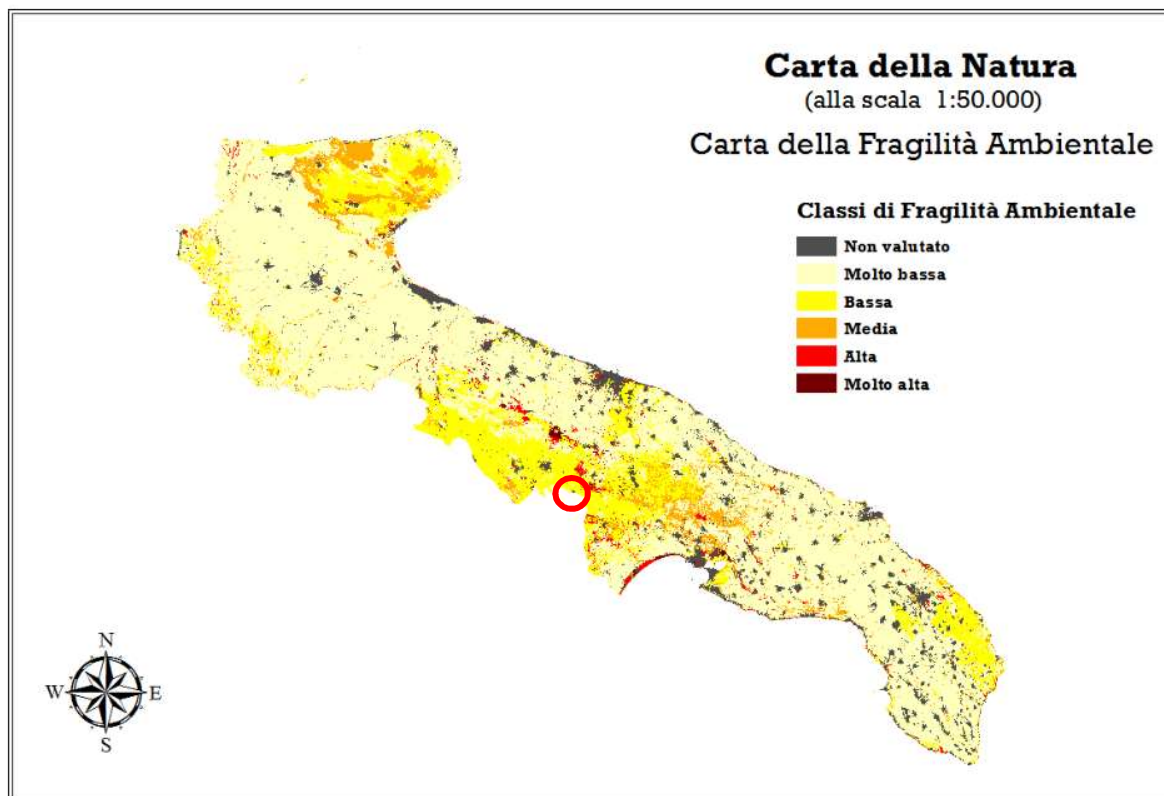 Carta della Natura
(alla scala 1:50.000)
Carta della Fragilità Ambientale
Classi di Fragilità Ambientale
Non valutato
Molto bassa
Bassa
Media
Alta
Molto alta
N
W E
S